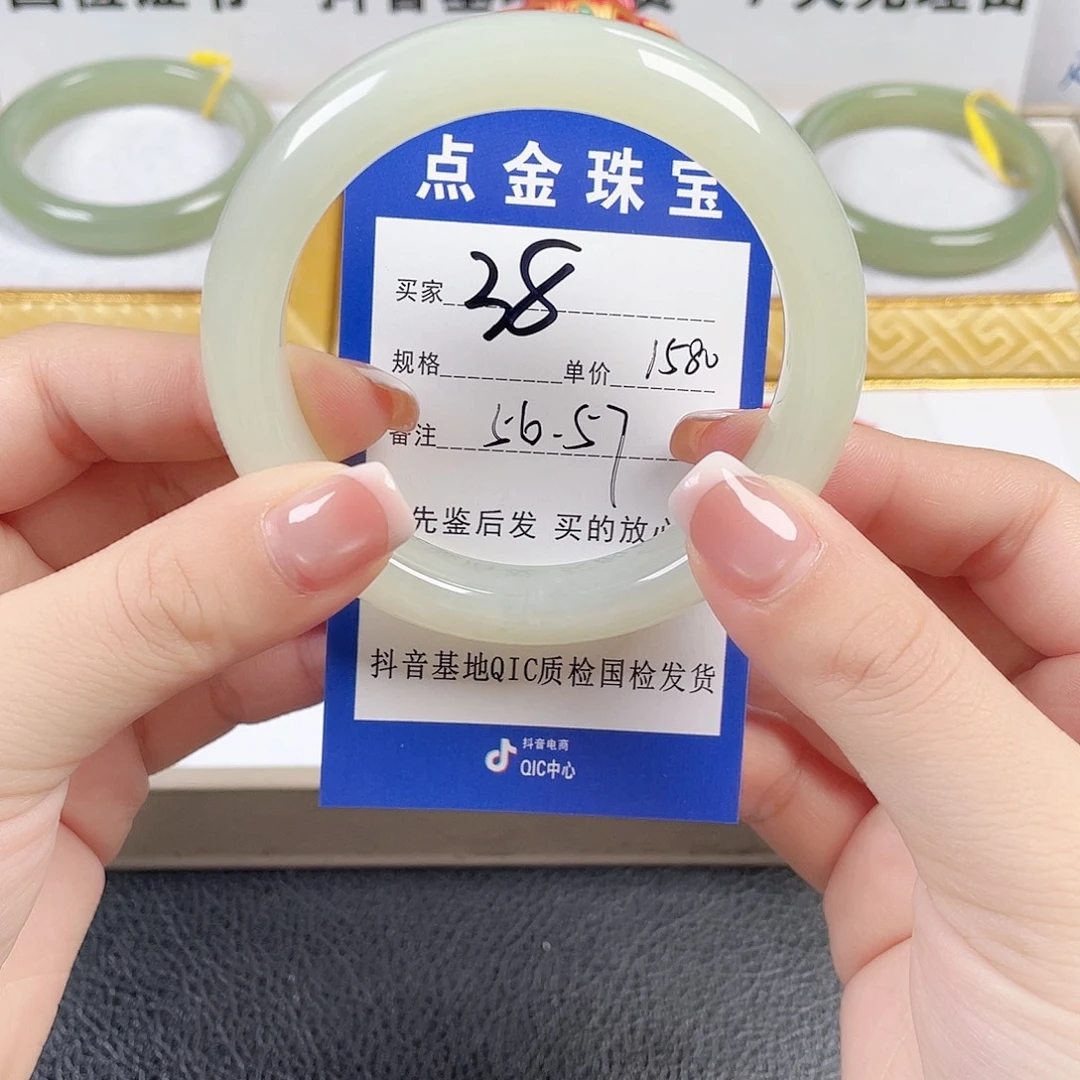 点金珠宝
买家 38
规格 单价 1580
备注 56-57
先鉴后发 买的放心
抖音基地QIC质检国检发货
抖音电商
QIC中心